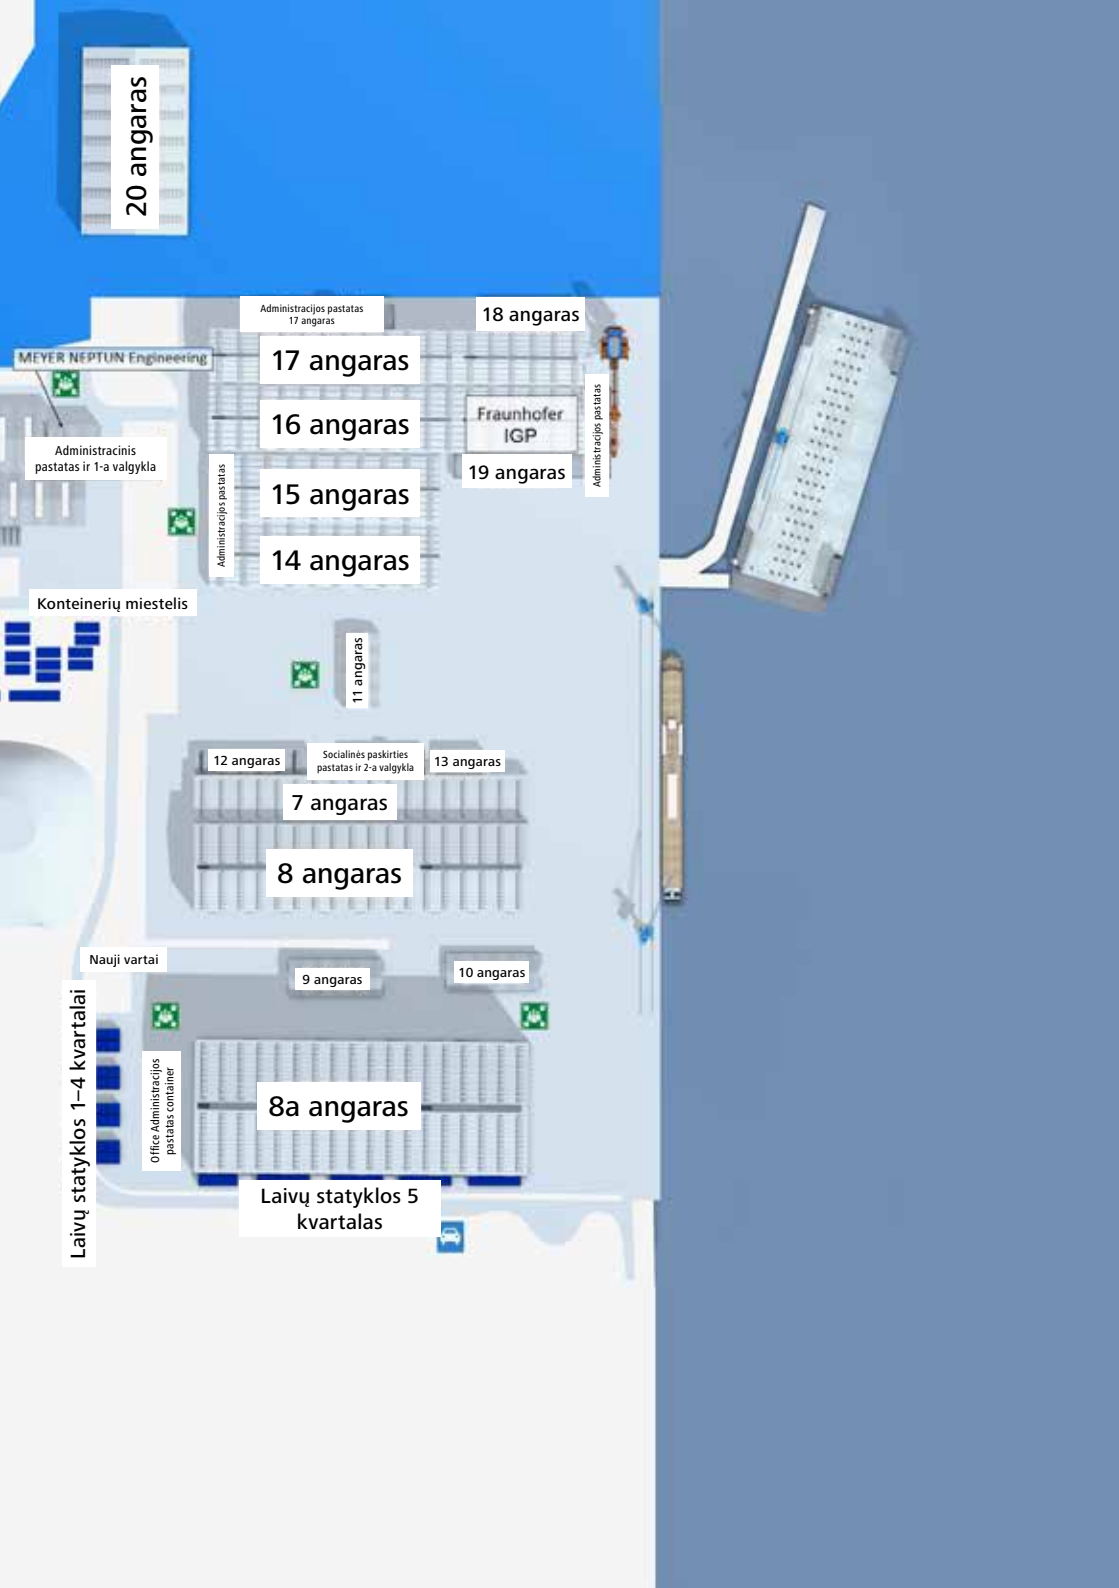 20 angaras
Administracijos pastatas
17 angaras
18 angaras
MEYER NEPTUN Engineering
17 angaras
16 angaras
Fraunhofer
IGP
Administracijos pastatas
Administracinis
pastatas ir 1-a valgykla
19 angaras
Administracijos pastatas
15 angaras
14 angaras
Konteinerių miestelis
11 angaras
12 angaras
Socialinės paskirties
pastatas ir 2-a valgykla
13 angaras
7 angaras
8 angaras
Nauji vartai
9 angaras
10 angaras
Laivų statyklos 1–4 kvartalai
Office Administracijos
pastatas container
8a angaras
Laivų statyklos 5
kvartalas